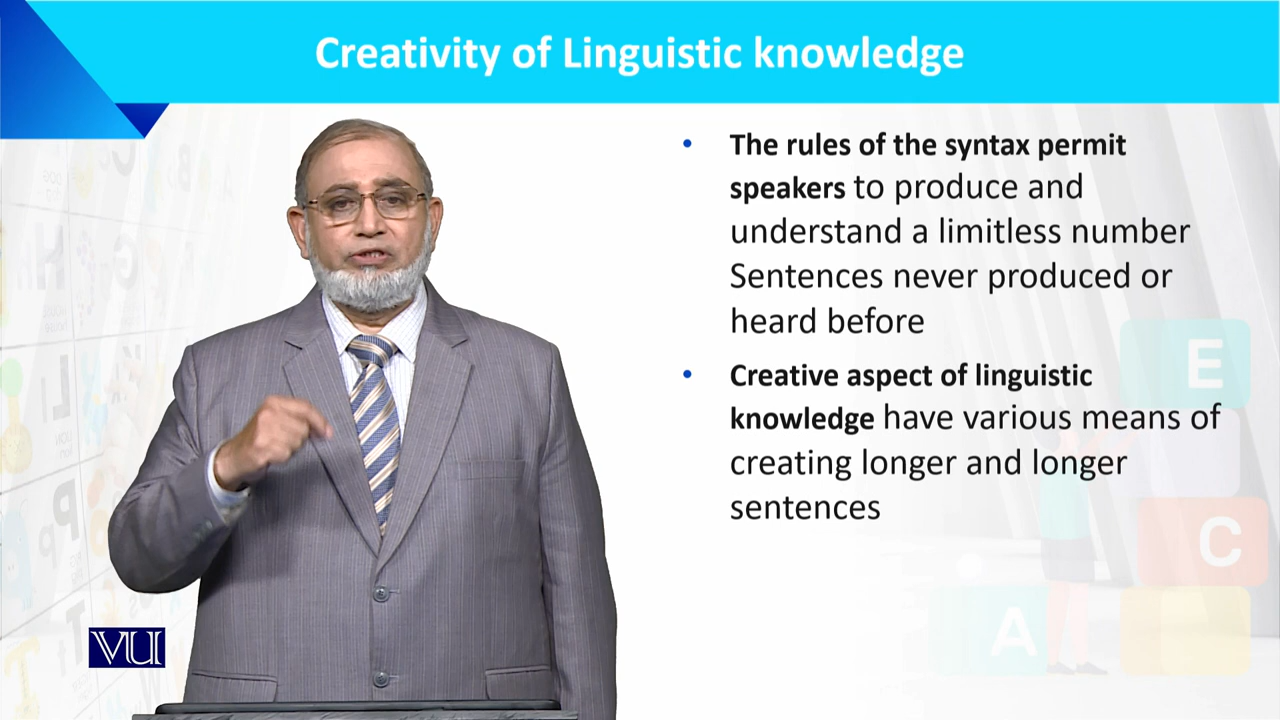 Creativity of Linguistic knowledge
• The rules of the syntax permit
speakers to produce and
understand a limitless number
Sentences never produced or
heard before
• Creative aspect of linguistic
knowledge have various means of
creating longer and longer
sentences
VU
E
C
A